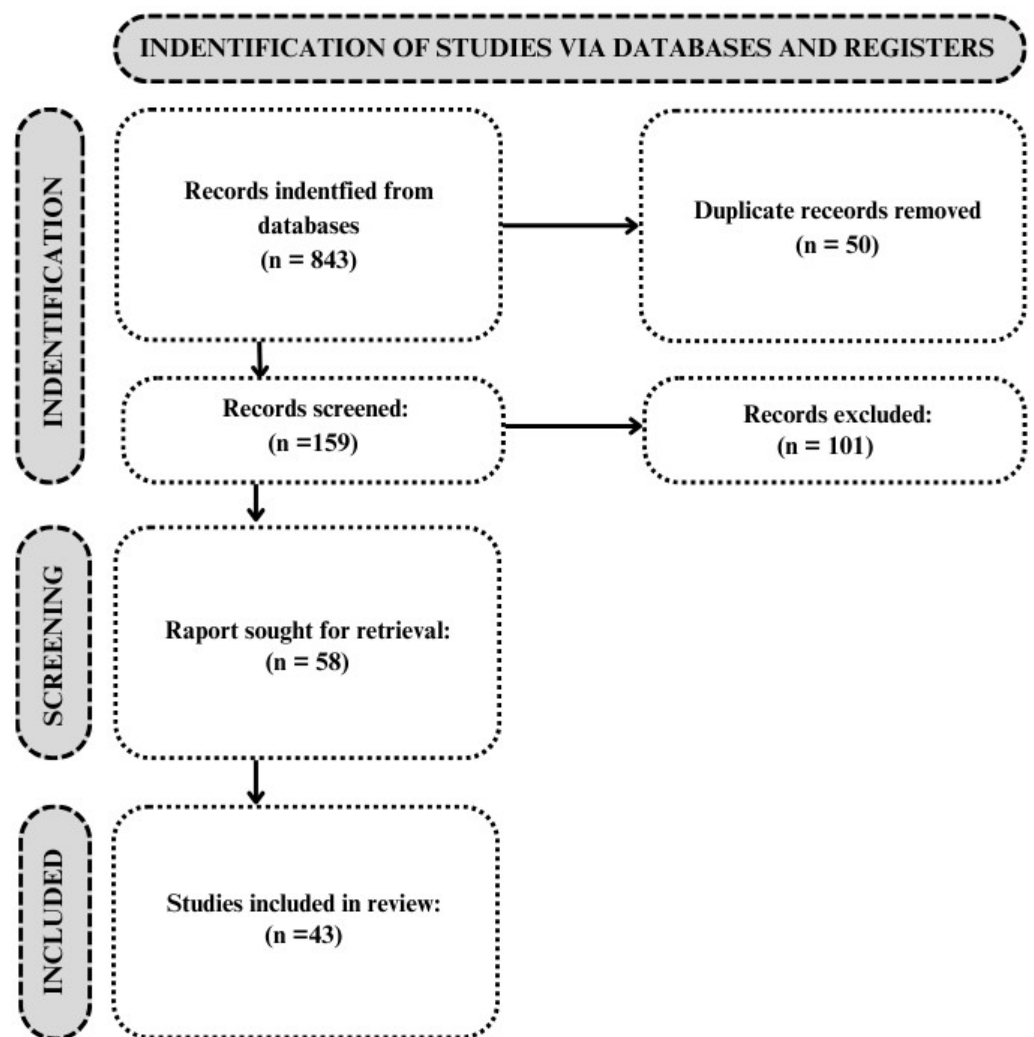 INDENTIFICATION OF STUDIES VIA DATABASES AND REGISTERS
INDENTIFICATION
Records indentfied from
databases
(n = 843)
Duplicate receords removed
(n = 50)
Records screened:
(n =159)
Records excluded:
(n = 101)
SCREENING
Raport sought for retrieval:
(n = 58)
INCLUDED
Studies included in review:
(n =43)